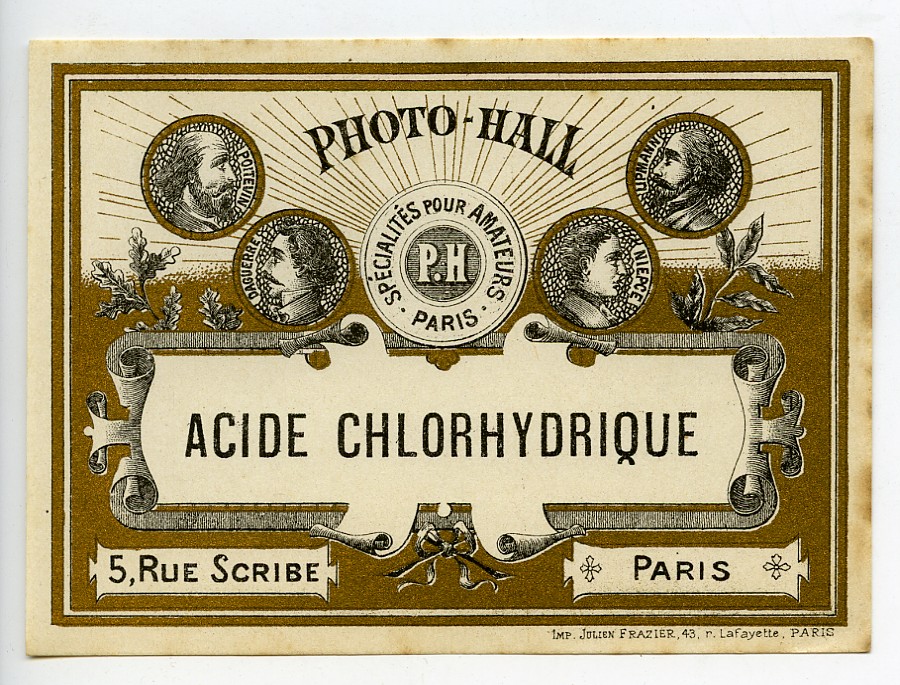 PHOTO-HALL
POITEVIN
LIPMANN
DAGUERRE
NIEPCE
SPÉCIALITÉS POUR AMATEURS
P.H
· PARIS ·
ACIDE CHLORHYDRIQUE
5, RUE SCRIBE
PARIS
IMP. JULIEN FRAZIER, 43, r. Lafayette, PARIS